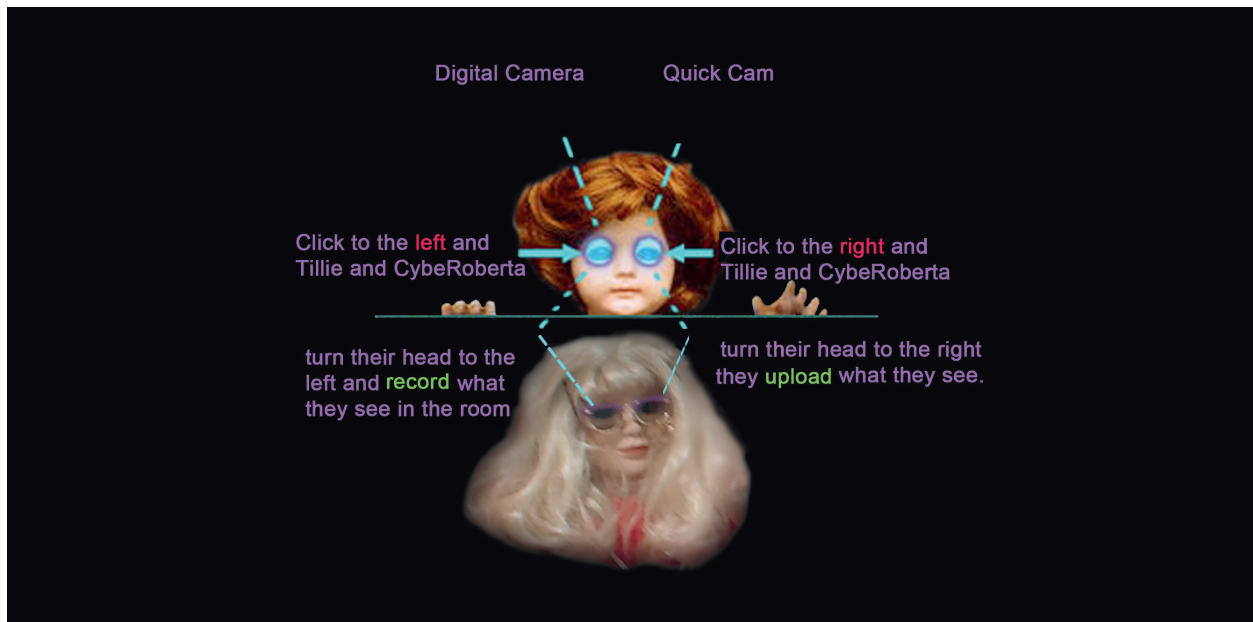 Digital Camera
Quick Cam
Click to the left and
Tillie and CybeRoberta
turn their head to the
left and record what
they see in the room
Click to the right and
Tillie and CybeRoberta
turn their head to the right
they upload what they see.